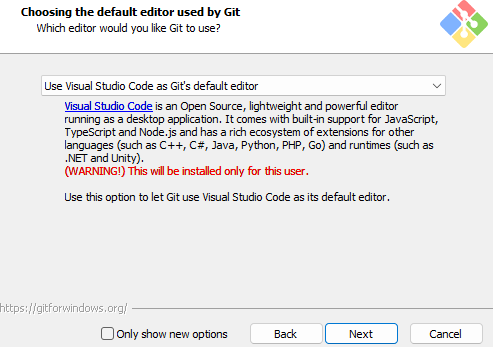 Choosing the default editor used by Git
Which editor would you like Git to use?
Use Visual Studio Code as Git's default editor
Visual Studio Code is an Open Source, lightweight and powerful editor
running as a desktop application. It comes with built-in support for JavaScript,
TypeScript and Node.js and has a rich ecosystem of extensions for other
languages (such as C++, C#, Java, Python, PHP, Go) and runtimes (such as
.NET and Unity).
(WARNING!) This will be installed only for this user.
Use this option to let Git use Visual Studio Code as its default editor.
https://gitforwindows.org/
Only show new options
Back
Next
Cancel